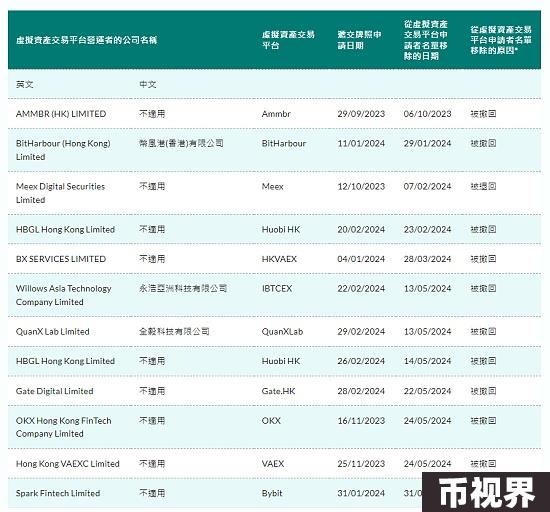 虛擬資產交易平台營運者的公司名稱 虛擬資產交易平台 遞交牌照申請日期 從虛擬資產交易平台申請者名單移除的日期 從虛擬資產交易平台申請者名單移除的原因*
英文 中文
AMMBR (HK) LIMITED 不適用 Ammbr 29/09/2023 06/10/2023 被撤回
BitHarbour (Hong Kong) Limited 幣風港(香港)有限公司 BitHarbour 11/01/2024 29/01/2024 被撤回
Meex Digital Securities Limited 不適用 Meex 12/10/2023 07/02/2024 被退回
HBGL Hong Kong Limited 不適用 Huobi HK 20/02/2024 23/02/2024 被撤回
BX SERVICES LIMITED 不適用 HKVAEX 04/01/2024 28/03/2024 被撤回
Willows Asia Technology Company Limited 永浩亞洲科技有限公司 IBTCEX 22/02/2024 13/05/2024 被撤回
QuanX Lab Limited 全毅科技有限公司 QuanXLab 29/02/2024 13/05/2024 被撤回
HBGL Hong Kong Limited 不適用 Huobi HK 26/02/2024 14/05/2024 被撤回
Gate Digital Limited 不適用 Gate.HK 28/02/2024 22/05/2024 被撤回
OKX Hong Kong FinTech Company Limited 不適用 OKX 16/11/2023 24/05/2024 被撤回
Hong Kong VAEXC Limited 不適用 VAEX 25/11/2023 24/05/2024 被撤回
Spark Fintech Limited 不適用 Bybit 31/01/2024
币视界